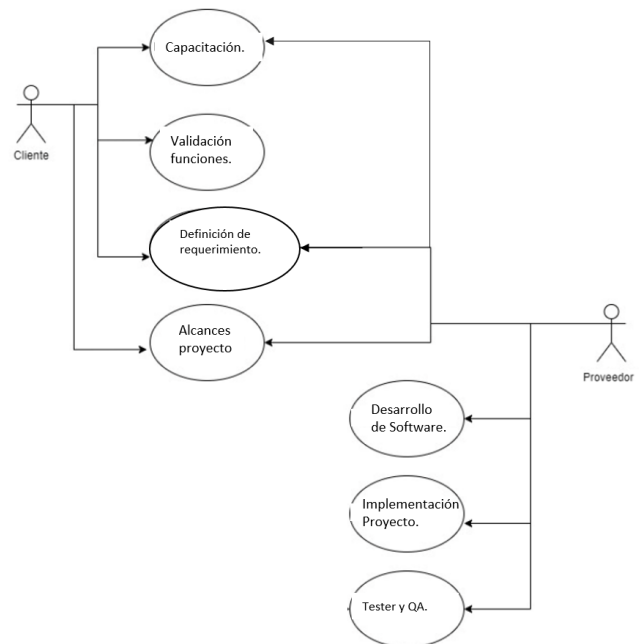 Capacitación.
Cliente
Validación
funciones.
Definición de
requerimiento.
Alcances
proyecto
Proveedor
Desarrollo
de Software.
Implementación
Proyecto.
Tester y QA.